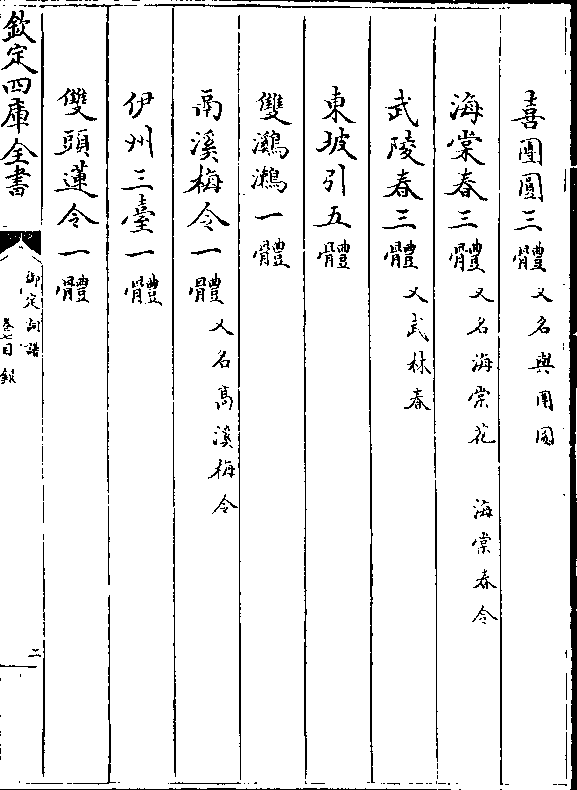 喜團圓三體又名與團圓
海棠春三體又名海棠花 海棠春令
武陵春三體又武林春
東坡引五體
雙鸂鶒一體
鬲溪梅令一體又名高溪梅令
伊州三臺一體
雙頭蓮令一體
欽定四庫全書
御定詞譜
卷七目錄
二